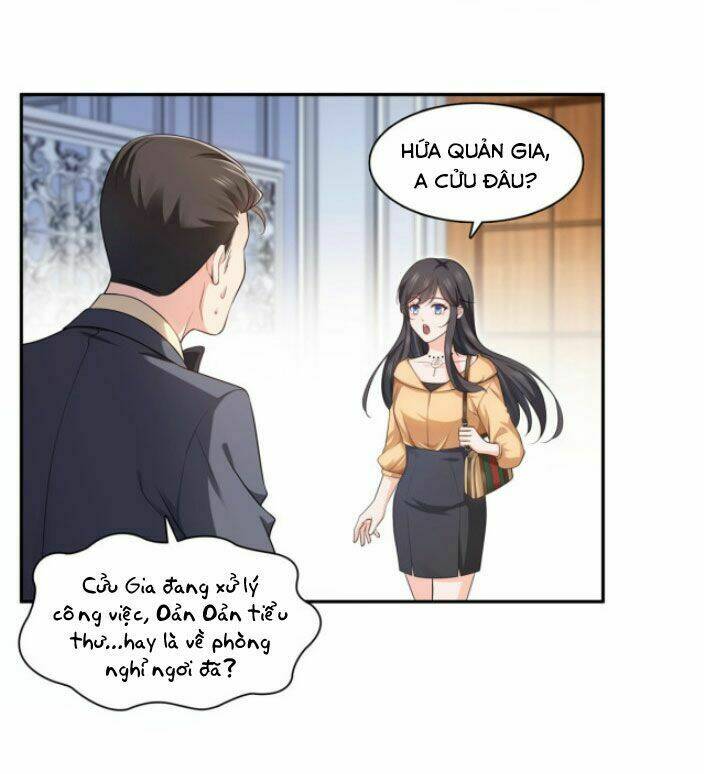 HỨA QUẢN GIA,
A CỬU ĐÂU?
Cửu Gia đang xử lý
công việc, Oản Oản tiểu
thư...hay là về phòng
nghỉ ngơi đã?